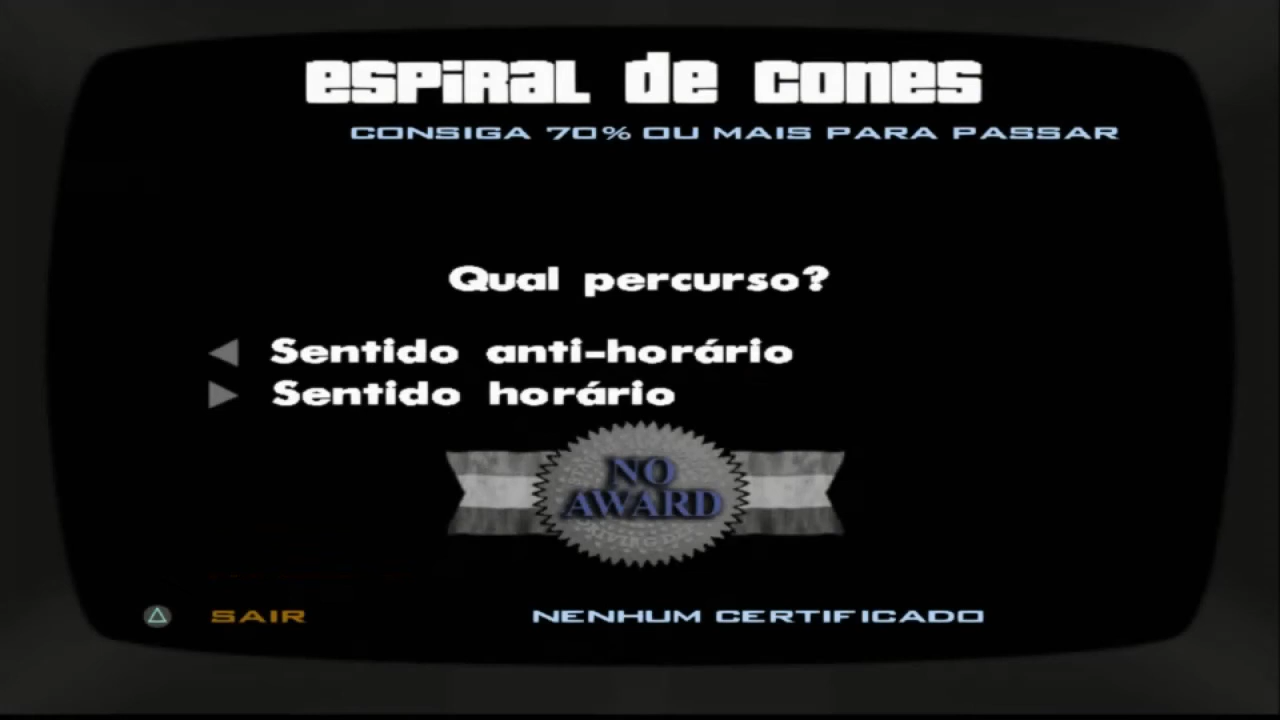 ESPIRAL DE CONES
CONSIGA 70% OU MAIS PARA PASSAR
Qual percurso?
Sentido anti-horário
Sentido horário
NO
AWARD
SAIR
NENHUM CERTIFICADO